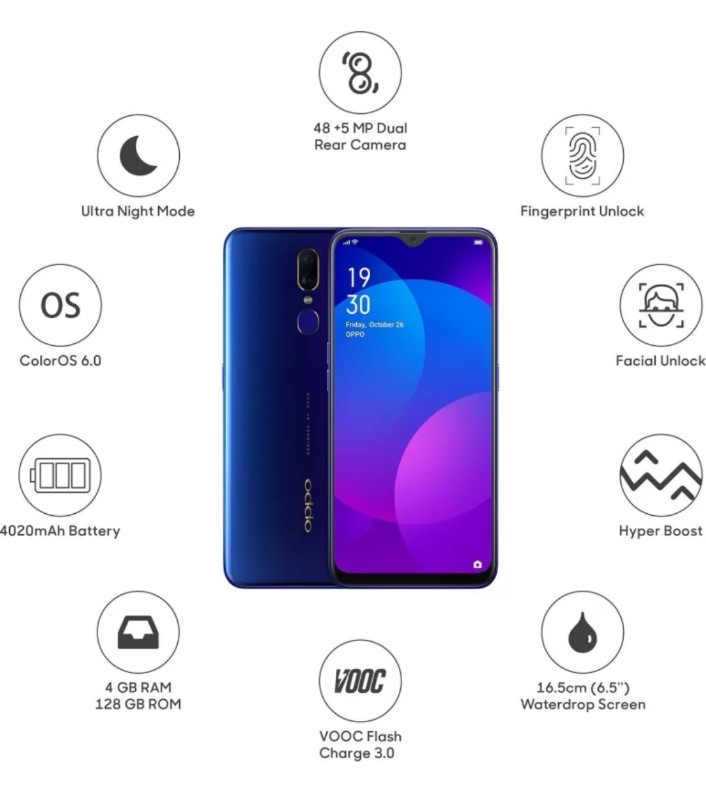 48 +5 MP Dual
Rear Camera
Ultra Night Mode
Fingerprint Unlock
19
30
Friday, October 26
OPPO
OS
ColorOS 6.0
Facial Unlock
oppo
4020mAh Battery
Hyper Boost
4 GB RAM
128 GB ROM
VOOC
VOOC Flash
Charge 3.0
16.5cm (6.5")
Waterdrop Screen